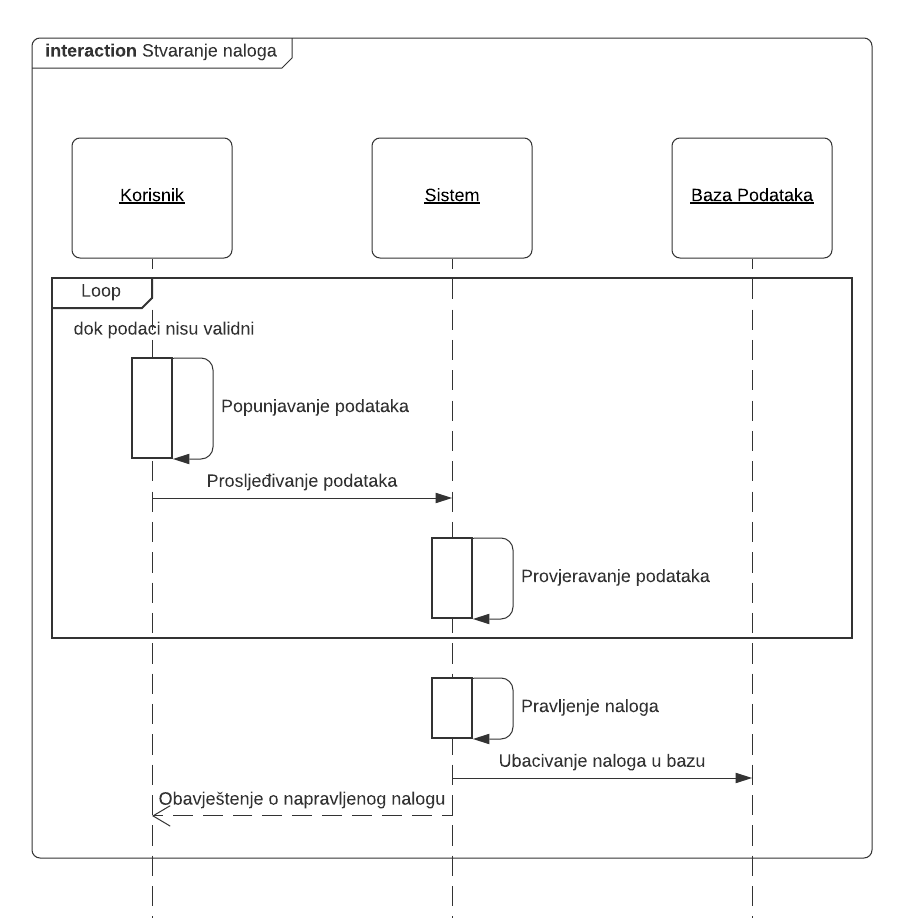 interaction Stvaranje naloga
Korisnik
Sistem
Baza Podataka
Loop
dok podaci nisu validni
Popunjavanje podataka
Prosljeđivanje podataka
Provjeravanje podataka
Pravljenje naloga
Ubacivanje naloga u bazu
Obavještenje o napravljenog nalogu